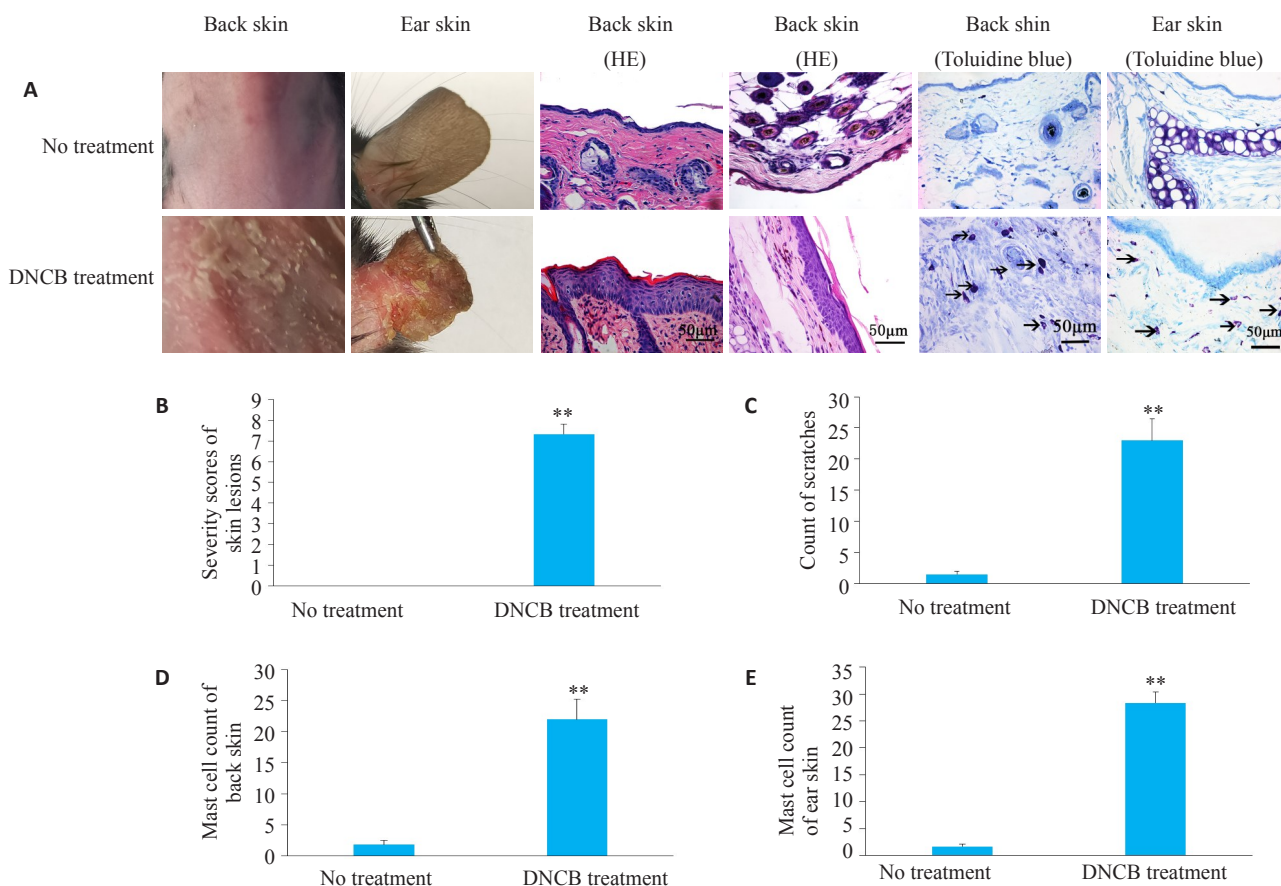 Back skin Ear skin Back skin Back skin Back shin Ear skin
(HE) (HE) (Toluidine blue) (Toluidine blue)
A
No treatment
DNCB treatment
50μm 50μm 50μm 50μm
B
Severity scores of
skin lesions
9
8
7
6
5
4
3
2
1
0
**
No treatment DNCB treatment
C
Count of scratches
30
25
20
15
10
5
0
**
No treatment DNCB treatment
D
Mast cell count of
back skin
30
25
20
15
10
5
0
**
No treatment DNCB treatment
E
Mast cell count
of ear skin
35
30
25
20
15
10
5
0
**
No treatment DNCB treatment